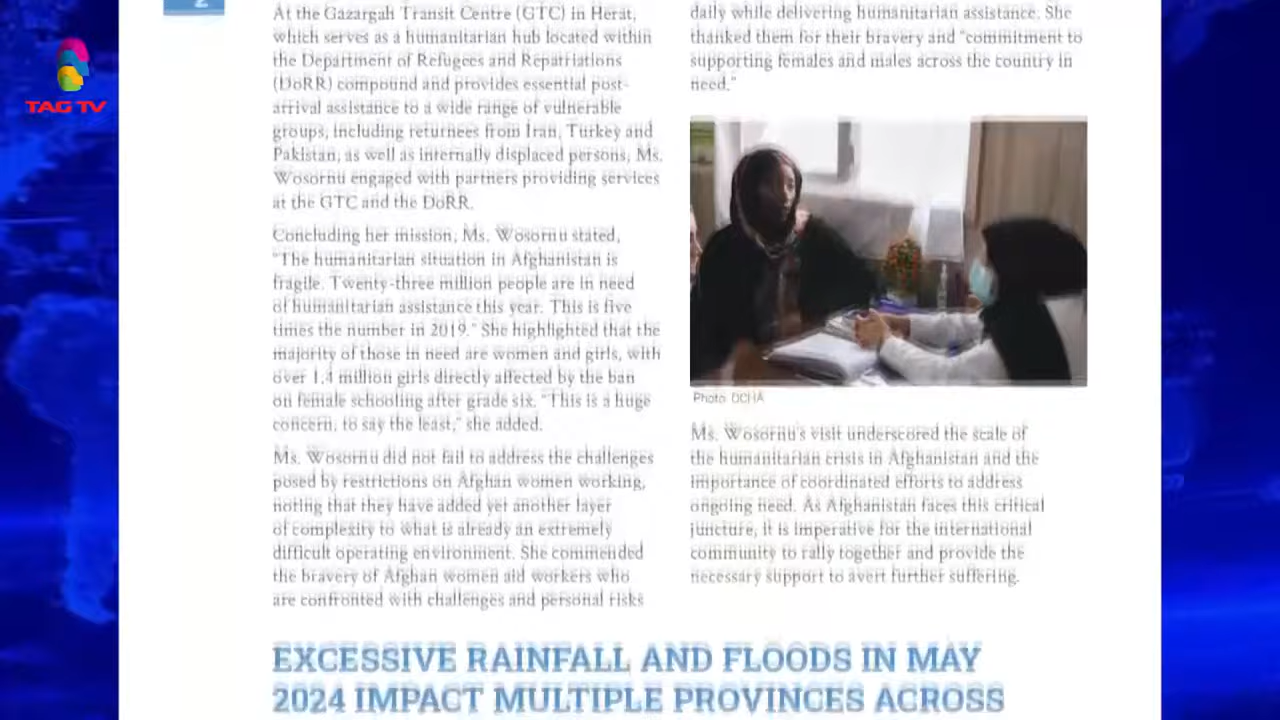 2
TAG TV
At the Gazargah Transit Centre (GTC) in Herat,
which serves as a humanitarian hub located within
the Department of Refugees and Repatriations
(DoRR) compound and provides essential post-
arrival assistance to a wide range of vulnerable
groups, including returnees from Iran, Turkey and
Pakistan, as well as internally displaced persons, Ms.
Wosornu engaged with partners providing services
at the GTC and the DoRR.
Concluding her mission, Ms. Wosornu stated,
"The humanitarian situation in Afghanistan is
fragile. Twenty-three million people are in need
of humanitarian assistance this year. This is five
times the number in 2019." She highlighted that the
majority of those in need are women and girls, with
over 1.4 million girls directly affected by the ban
on female schooling after grade six. "This is a huge
concern, to say the least," she added.
Ms. Wosornu did not fail to address the challenges
posed by restrictions on Afghan women working,
noting that they have added yet another layer
of complexity to what is already an extremely
difficult operating environment. She commended
the bravery of Afghan women aid workers who
are confronted with challenges and personal risks
daily while delivering humanitarian assistance. She
thanked them for their bravery and "commitment to
supporting females and males across the country in
need."
Photo: OCHA
Ms. Wosornu's visit underscored the scale of
the humanitarian crisis in Afghanistan and the
importance of coordinated efforts to address
ongoing need. As Afghanistan faces this critical
juncture, it is imperative for the international
community to rally together and provide the
necessary support to avert further suffering.
EXCESSIVE RAINFALL AND FLOODS IN MAY
2024 IMPACT MULTIPLE PROVINCES ACROSS